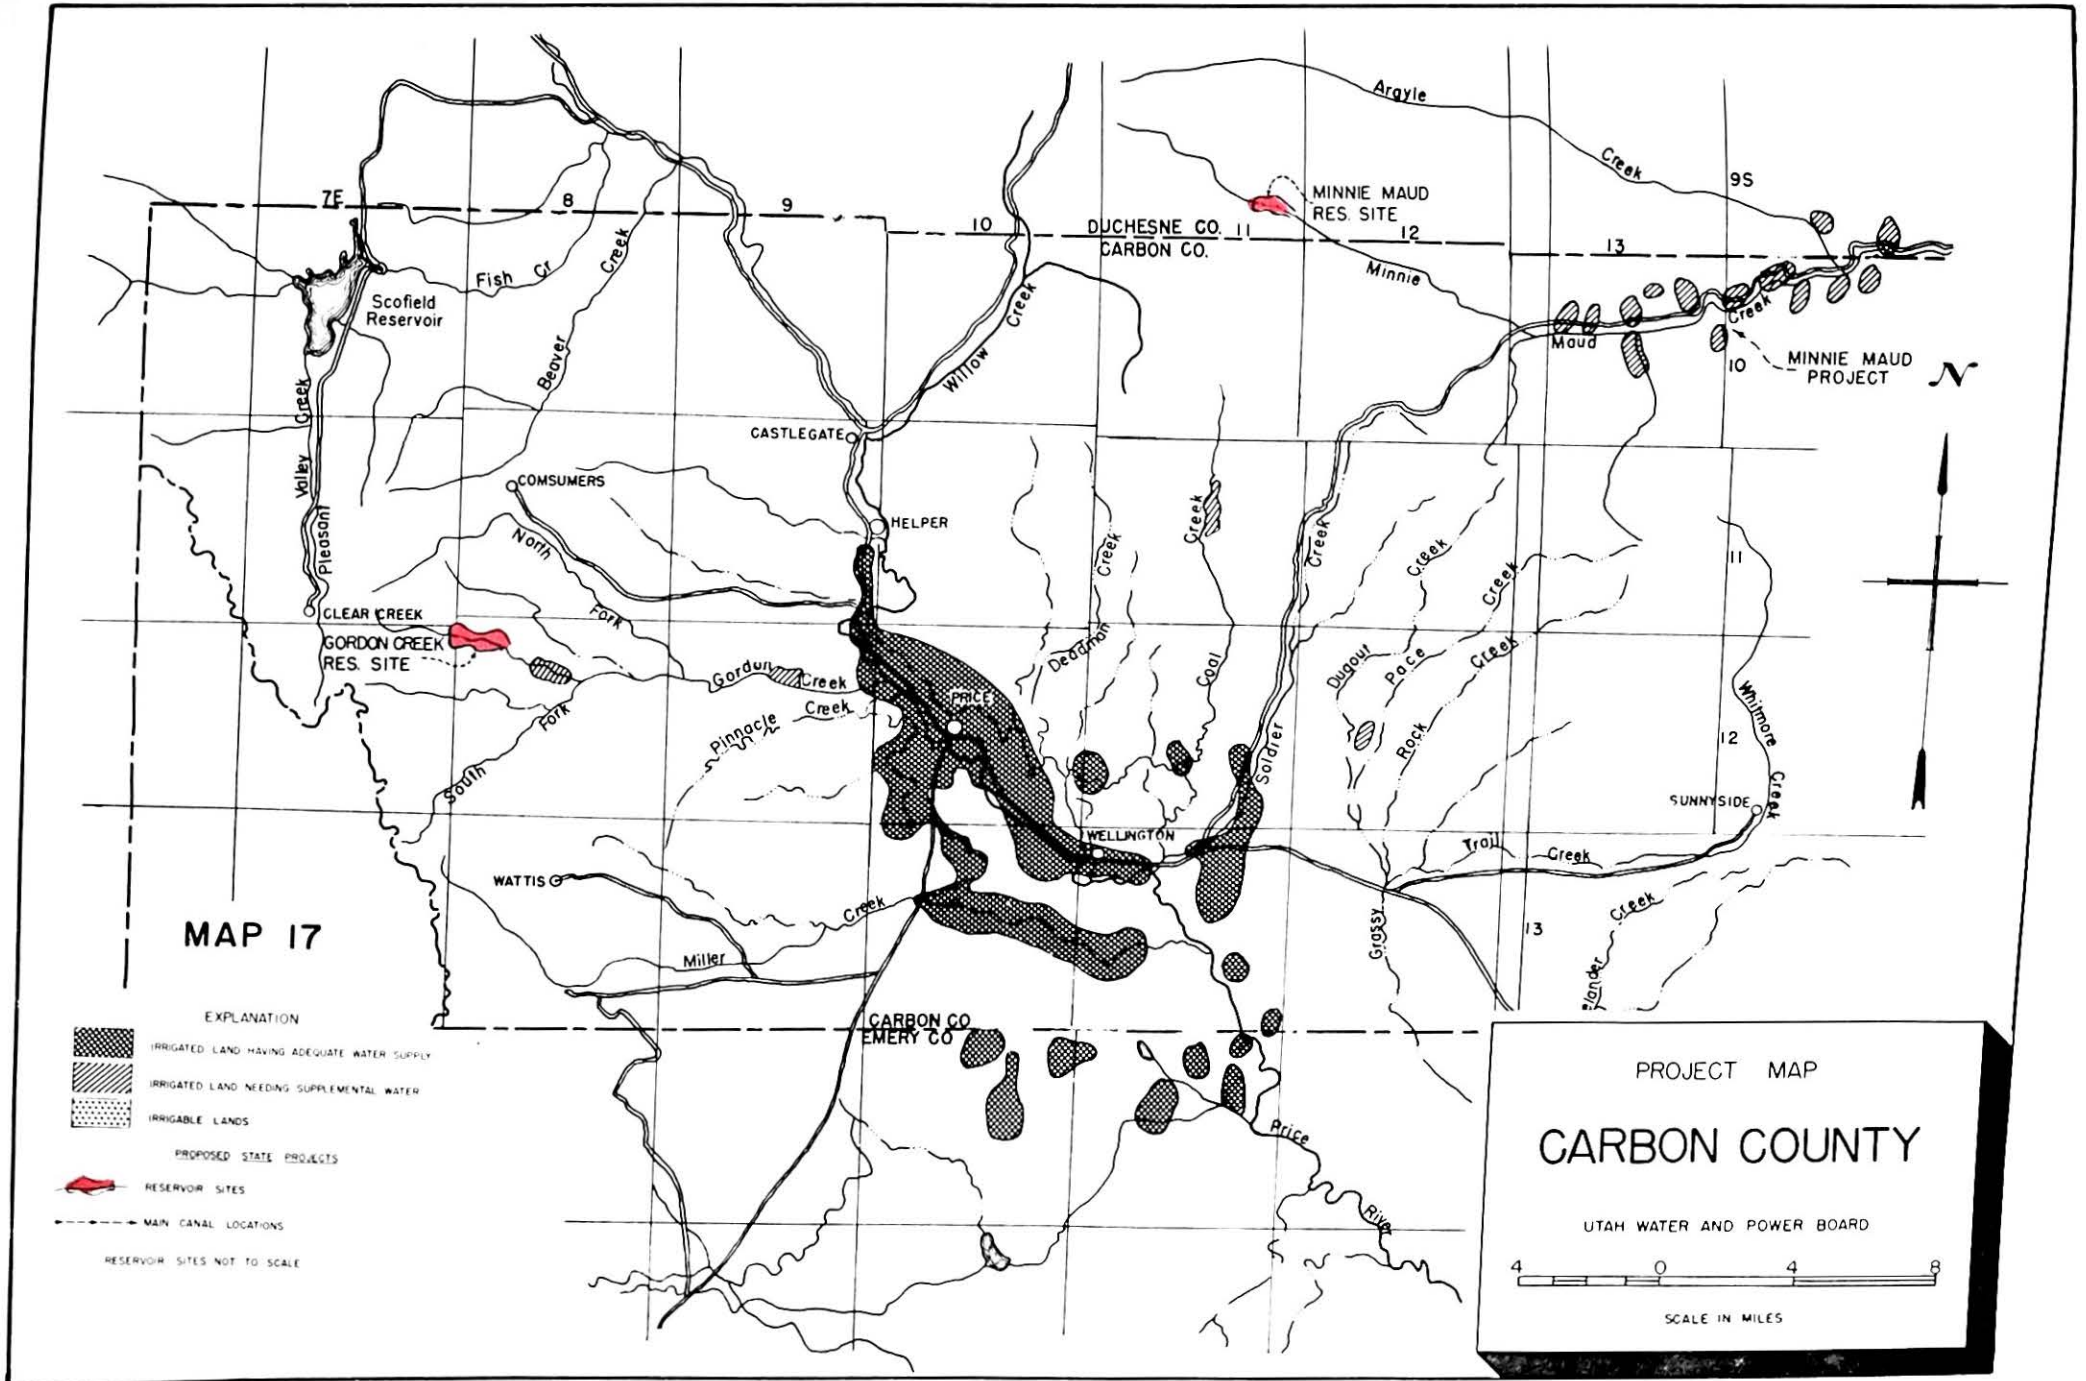 Argyle
Creek
9S
MINNIE MAUD
RES. SITE
7E
8
9
10
DUCHESNE CO.
CARBON CO.
11
12
13
Minnie
Maud
Creek
10
MINNIE MAUD
PROJECT
N
Fish Cr
Beaver
Creek
Scofield
Reservoir
Willow
Creek
Pleasant
Valley
Creek
CASTLEGATE
COMSUMERS
HELPER
North
Fork
CLEAR CREEK
GORDON CREEK
RES. SITE
Gordon
Creek
Pinnacle
Creek
South
Fork
PRICE
Deadman
Creek
Coal
Creek
Soldier
Creek
Dugout
Creek
Pace
Creek
Rock
Creek
11
Whitmore
Creek
12
SUNNYSIDE
WELLINGTON
Trail
Creek
WATTIS
Miller
Creek
Grassy
13
Creek
MAP 17
CARBON CO
EMERY CO
Price
River
EXPLANATION
IRRIGATED LAND HAVING ADEQUATE WATER SUPPLY
IRRIGATED LAND NEEDING SUPPLEMENTAL WATER
IRRIGABLE LANDS
PROPOSED STATE PROJECTS
RESERVOIR SITES
MAIN CANAL LOCATIONS
RESERVOIR SITES NOT TO SCALE
PROJECT MAP
CARBON COUNTY
UTAH WATER AND POWER BOARD
4 0 4 8
SCALE IN MILES